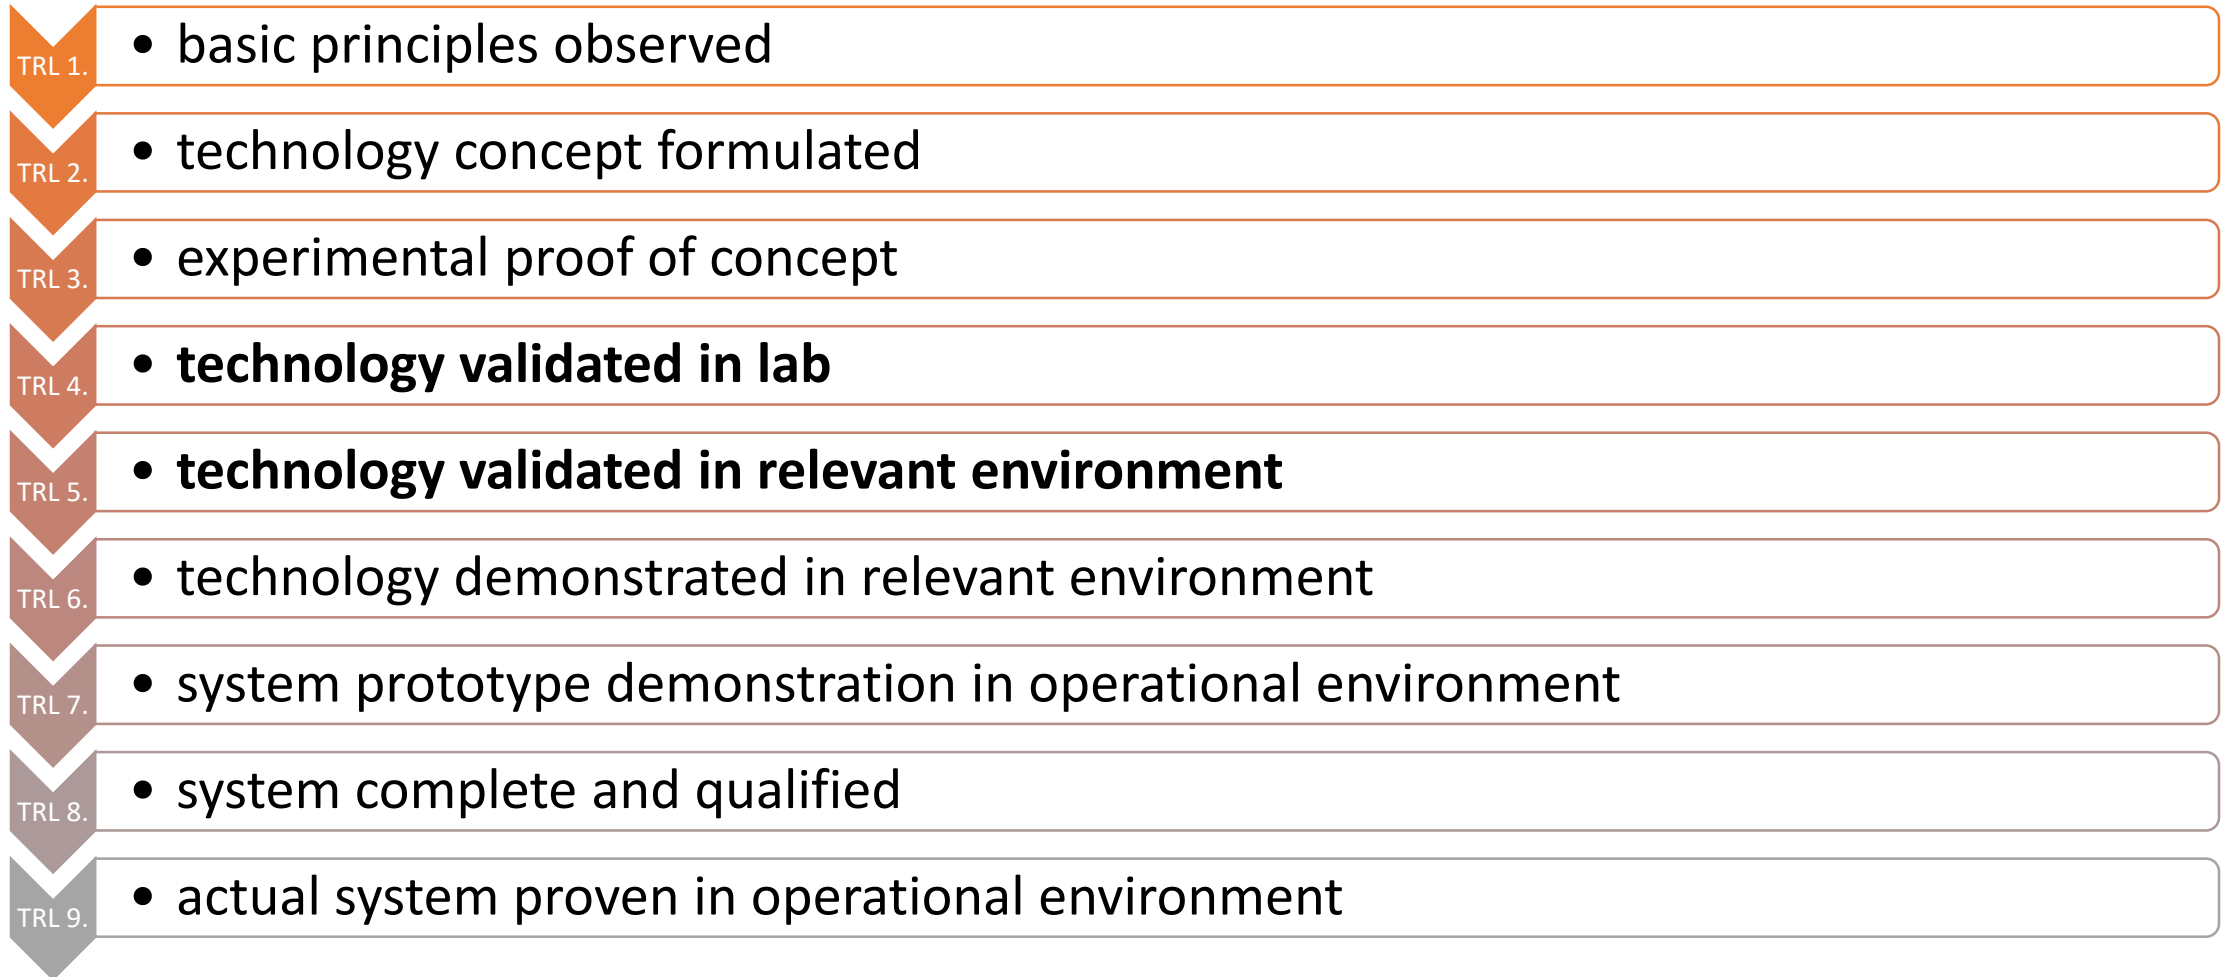 TRL 1. • basic principles observed
TRL 2. • technology concept formulated
TRL 3. • experimental proof of concept
TRL 4. • technology validated in lab
TRL 5. • technology validated in relevant environment
TRL 6. • technology demonstrated in relevant environment
TRL 7. • system prototype demonstration in operational environment
TRL 8. • system complete and qualified
TRL 9. • actual system proven in operational environment